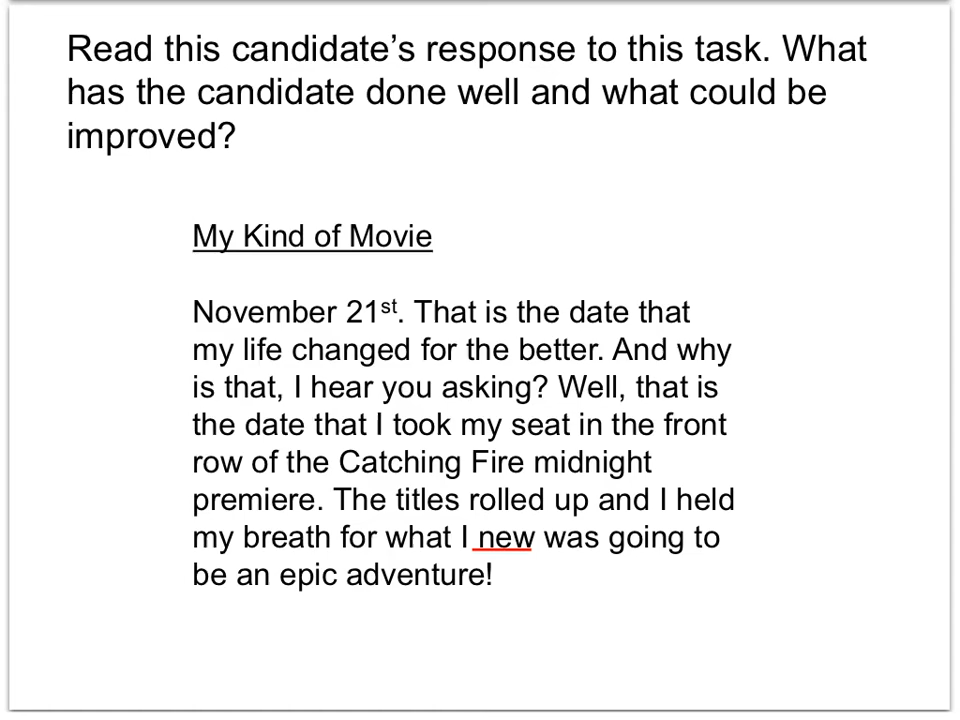 Read this candidate’s response to this task. What
has the candidate done well and what could be
improved?
My Kind of Movie
November 21st. That is the date that
my life changed for the better. And why
is that, I hear you asking? Well, that is
the date that I took my seat in the front
row of the Catching Fire midnight
premiere. The titles rolled up and I held
my breath for what I new was going to
be an epic adventure!